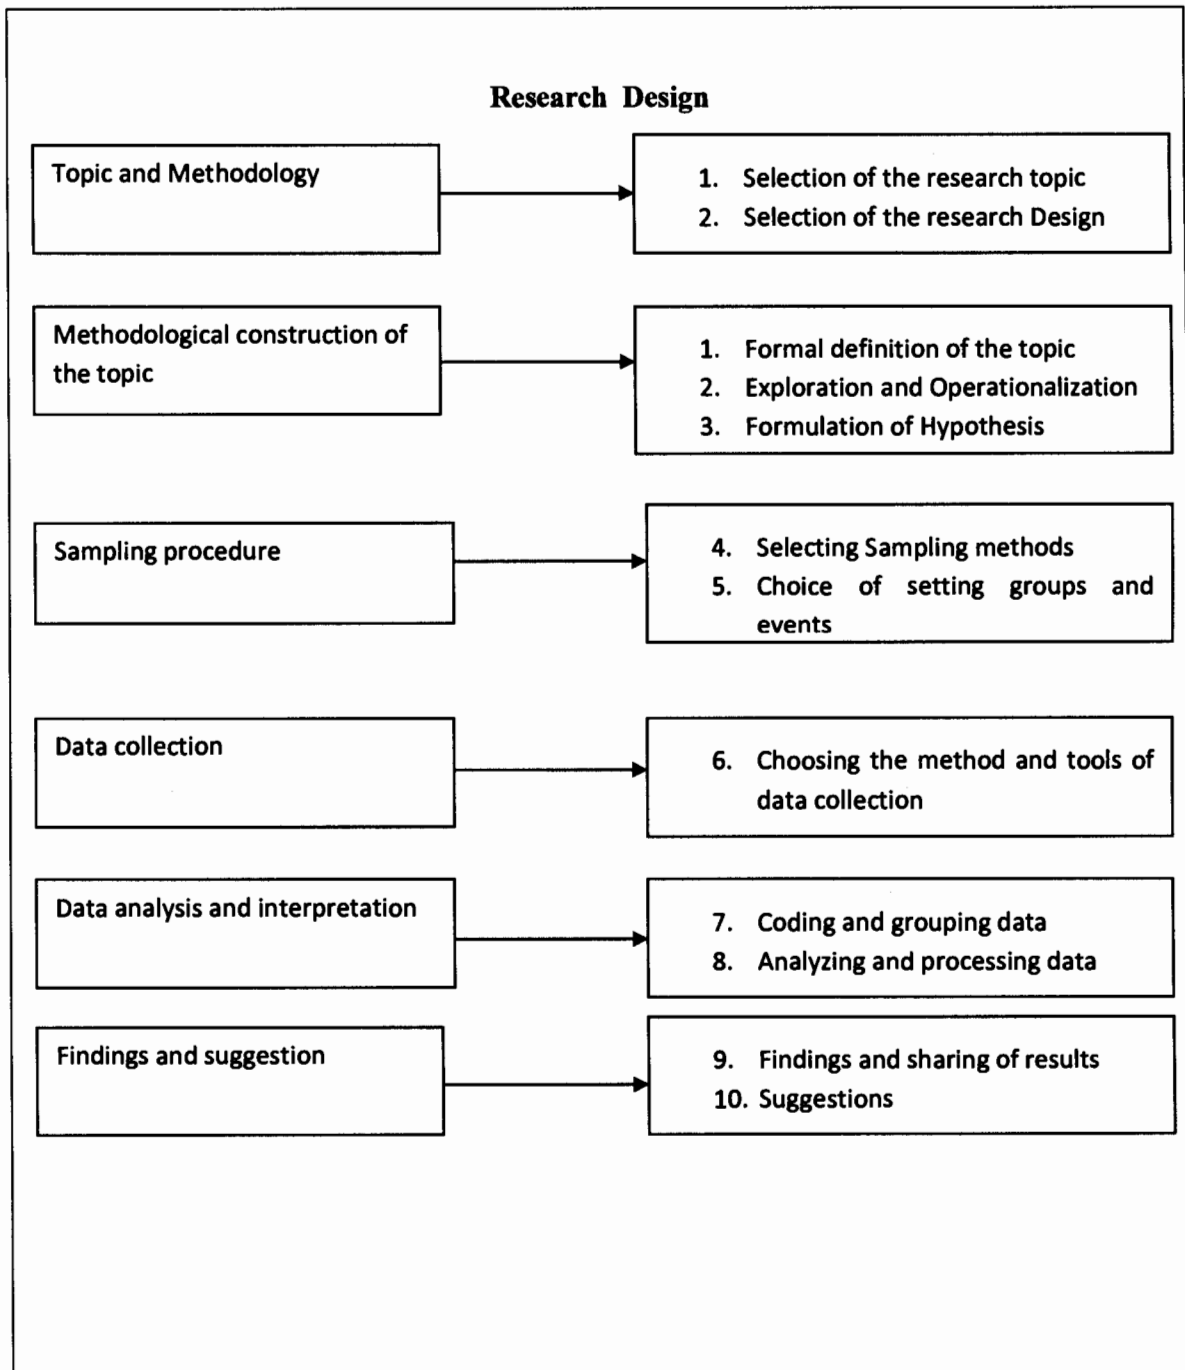 Research Design
Topic and Methodology
1. Selection of the research topic
2. Selection of the research Design
Methodological construction of
the topic
1. Formal definition of the topic
2. Exploration and Operationalization
3. Formulation of Hypothesis
Sampling procedure
4. Selecting Sampling methods
5. Choice of setting groups and
events
Data collection
6. Choosing the method and tools of
data collection
Data analysis and interpretation
7. Coding and grouping data
8. Analyzing and processing data
Findings and suggestion
9. Findings and sharing of results
10. Suggestions